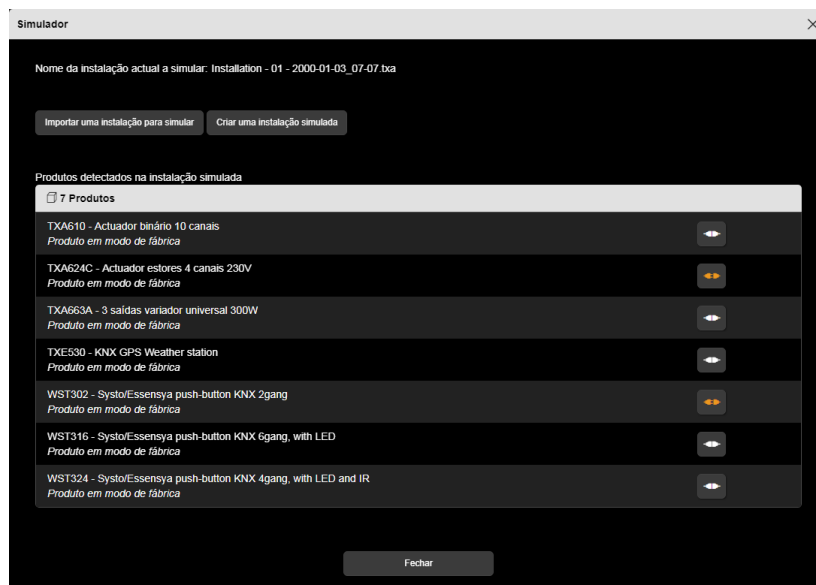 Simulador
Nome da instalação actual a simular: Installation - 01 - 2000-01-03_07-07.txa
Importar uma instalação para simular
Criar uma instalação simulada
Produtos detectados na instalação simulada
7 Produtos
TXA610 - Actuador binário 10 canais
Produto em modo de fábrica
TXA624C - Actuador estores 4 canais 230V
Produto em modo de fábrica
TXA663A - 3 saídas variador universal 300W
Produto em modo de fábrica
TXE530 - KNX GPS Weather station
Produto em modo de fábrica
WST302 - Systo/Essensya push-button KNX 2gang
Produto em modo de fábrica
WST316 - Systo/Essensya push-button KNX 6gang, with LED
Produto em modo de fábrica
WST324 - Systo/Essensya push-button KNX 4gang, with LED and IR
Produto em modo de fábrica
Fechar